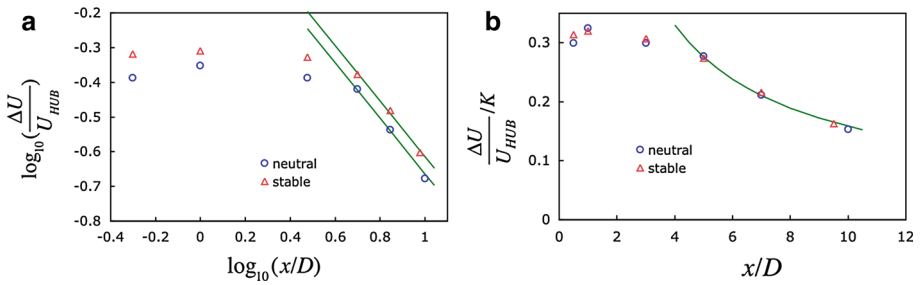 a
-0.2
-0.3
-0.4
-0.5
-0.6
-0.7
-0.8
log₁₀(ΔU/U_HUB)
neutral
stable
-0.4 -0.2 0 0.2 0.4 0.6 0.8 1
log₁₀(x/D)
b
0.3
0.2
0.1
0
ΔU/U_HUB /K
neutral
stable
0 2 4 6 8 10 12
x/D